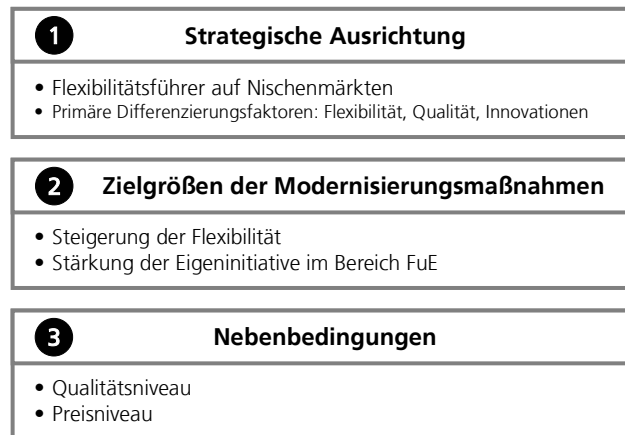 1 Strategische Ausrichtung
• Flexibilitätsführer auf Nischenmärkten
• Primäre Differenzierungsfaktoren: Flexibilität, Qualität, Innovationen
2 Zielgrößen der Modernisierungsmaßnahmen
• Steigerung der Flexibilität
• Stärkung der Eigeninitiative im Bereich FuE
3 Nebenbedingungen
• Qualitätsniveau
• Preisniveau